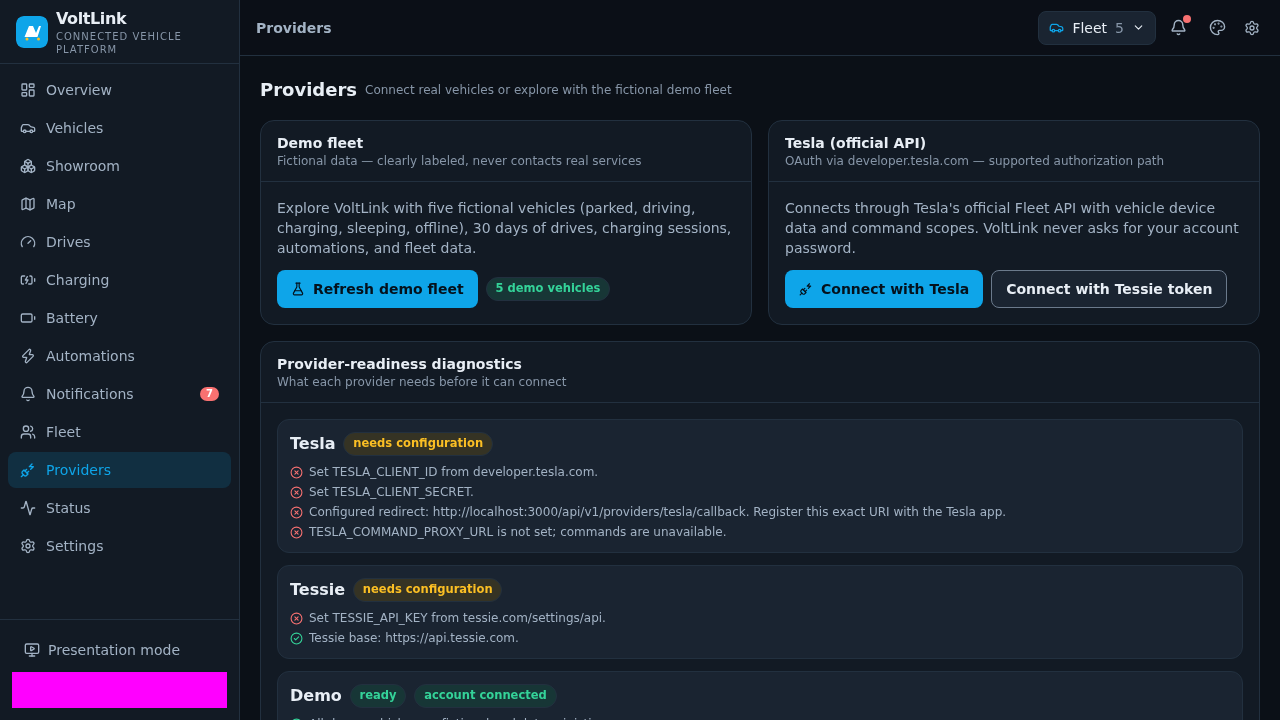 VoltLink
CONNECTED VEHICLE
PLATFORM
Overview
Vehicles
Showroom
Map
Drives
Charging
Battery
Automations
Notifications 7
Fleet
Providers
Status
Settings
Presentation mode
Providers
Fleet 5
Providers Connect real vehicles or explore with the fictional demo fleet
Demo fleet
Fictional data — clearly labeled, never contacts real services
Explore VoltLink with five fictional vehicles (parked, driving,
charging, sleeping, offline), 30 days of drives, charging sessions,
automations, and fleet data.
Refresh demo fleet 5 demo vehicles
Tesla (official API)
OAuth via developer.tesla.com — supported authorization path
Connects through Tesla's official Fleet API with vehicle device
data and command scopes. VoltLink never asks for your account
password.
Connect with Tesla Connect with Tessie token
Provider-readiness diagnostics
What each provider needs before it can connect
Tesla needs configuration
Set TESLA_CLIENT_ID from developer.tesla.com.
Set TESLA_CLIENT_SECRET.
Configured redirect: http://localhost:3000/api/v1/providers/tesla/callback. Register this exact URI with the Tesla app.
TESLA_COMMAND_PROXY_URL is not set; commands are unavailable.
Tessie needs configuration
Set TESSIE_API_KEY from tessie.com/settings/api.
Tessie base: https://api.tessie.com.
Demo ready account connected